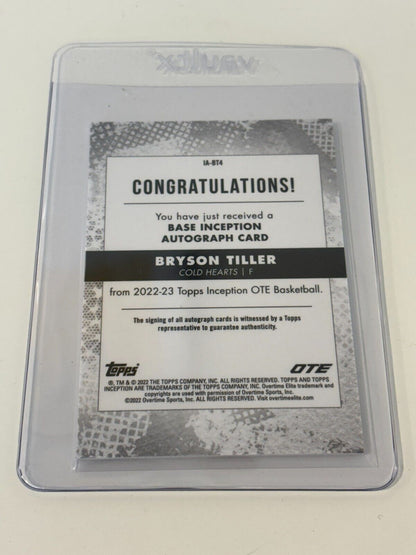 IA-BT4
CONGRATULATIONS!
You have just received a
BASE INCEPTION
AUTOGRAPH CARD
BRYSON TILLER
COLD HEARTS | F
from 2022-23 Topps Inception OTE Basketball.
The signing of all autograph cards is witnessed by a Topps
representative to guarantee authenticity.
topps OTE
®, TM & © 2022 THE TOPPS COMPANY, INC. ALL RIGHTS RESERVED. TOPPS AND TOPPS
INCEPTION ARE TRADEMARKS OF THE TOPPS COMPANY, INC. Overtime Elite trademark and
copyrights are used with permission of Overtime Sports, Inc.
©2022 Overtime Sports, Inc. ALL RIGHTS RESERVED. Visit overtimeelite.com